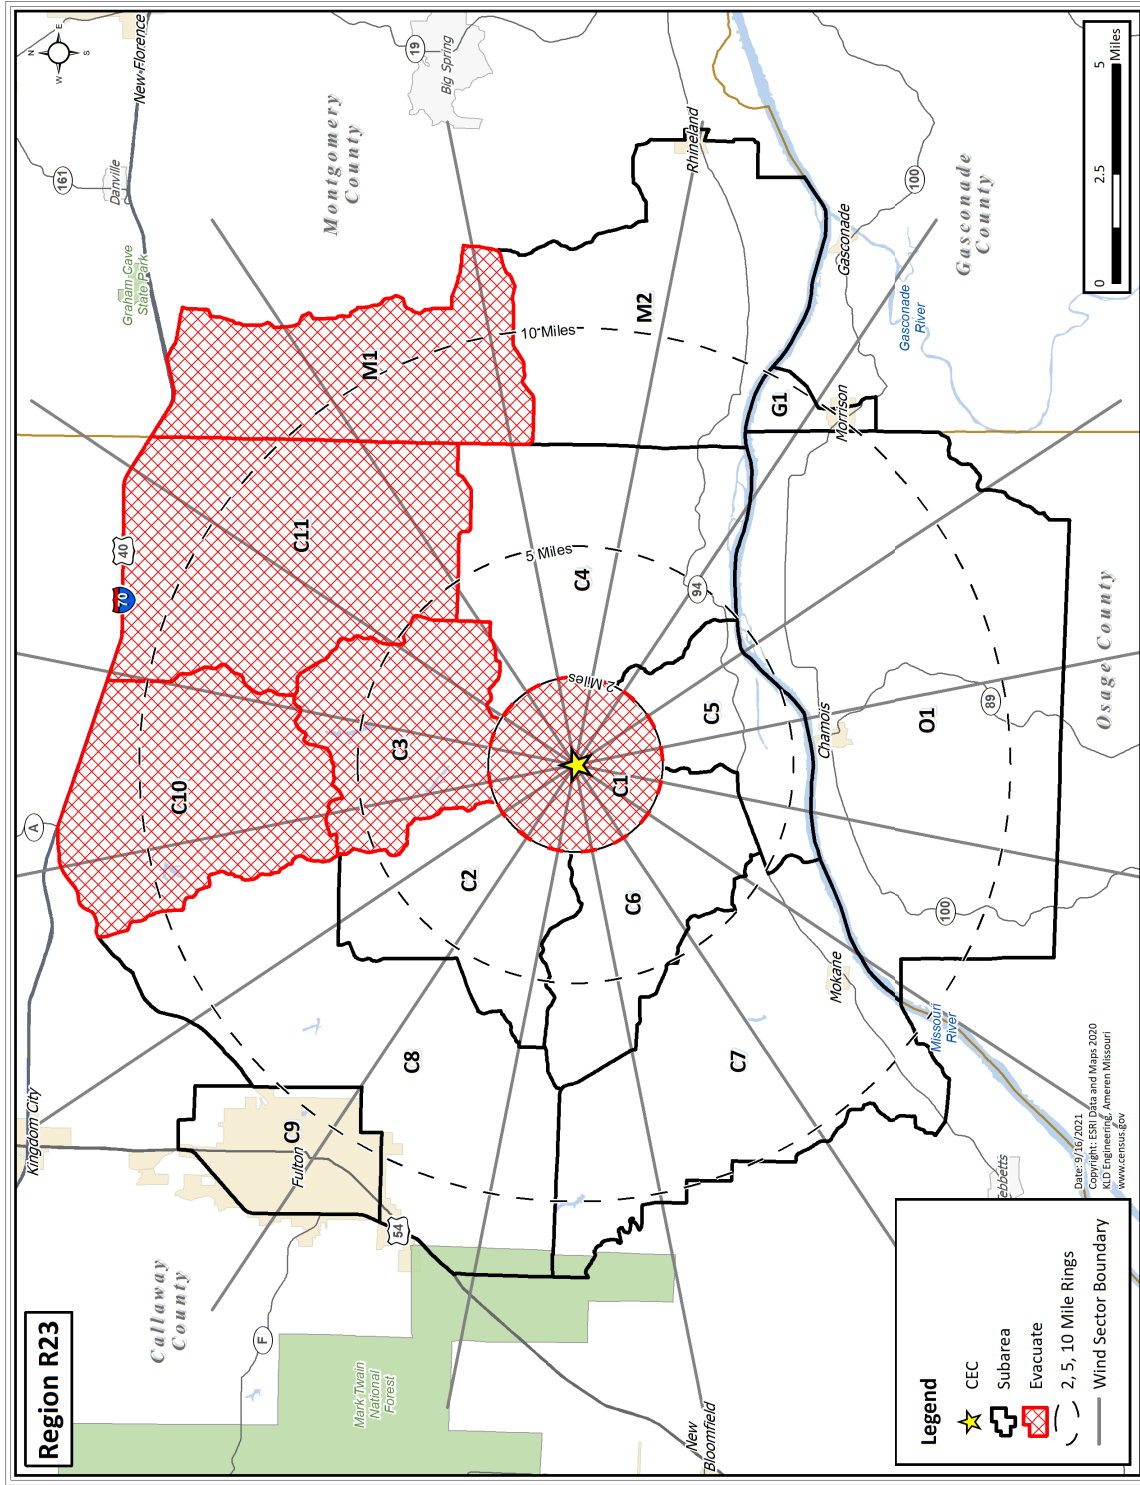 Region R23
Kingdom City
A
New Florence
N
E
S
W
161
Danville
Graham Cave
State Park
19
Big Spring
Montgomery
County
70
40
C10
C11
M1
10 Miles
Callaway
County
F
C9
Fulton
54
C8
C3
C2
5 Miles
2 Miles
C4
M2
Rhineland
C1
C6
C5
94
C7
G1
Morrison
Gasconade
100
Gasconade
County
Gasconade
River
Mark Twain
National
Forest
New
Bloomfield
Mokane
Chamois
O1
89
100
Missouri
River
Osage County
ebbetts
Legend
CEC
Subarea
Evacuate
2, 5, 10 Mile Rings
Wind Sector Boundary
Date: 9/16/2021
Copyright: ESRI Data and Maps 2020
KLD Engineering, Ameren Missouri
www.census.gov
0
2.5
5
Miles